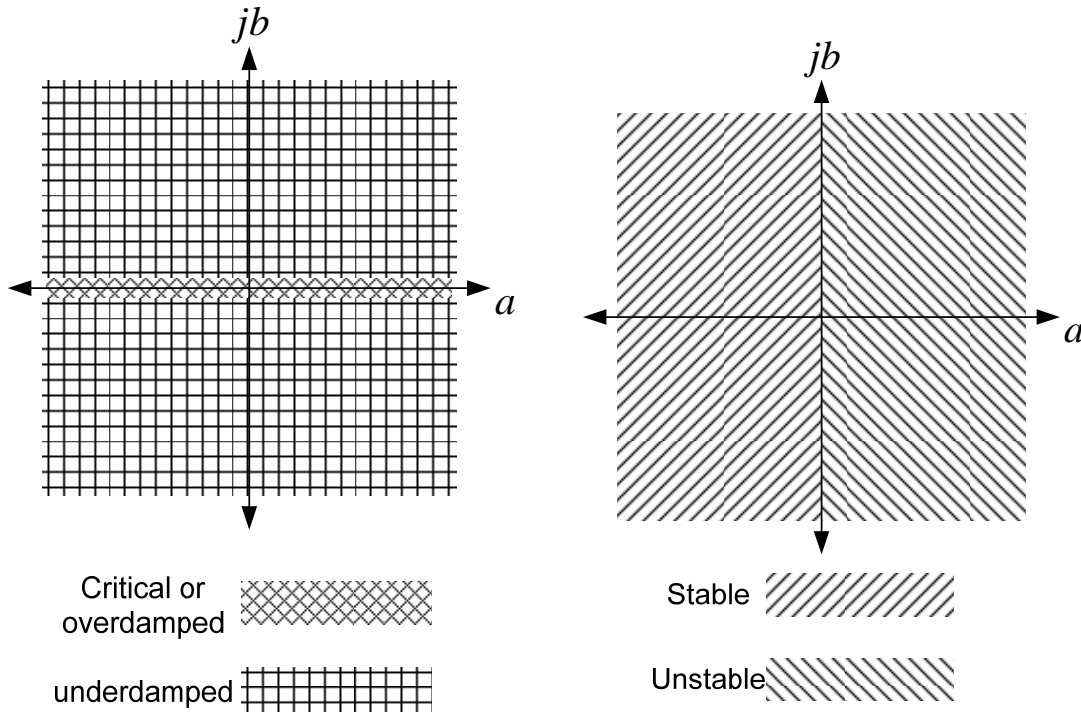 jb
a
Critical or
overdamped
underdamped
jb
a
Stable
Unstable